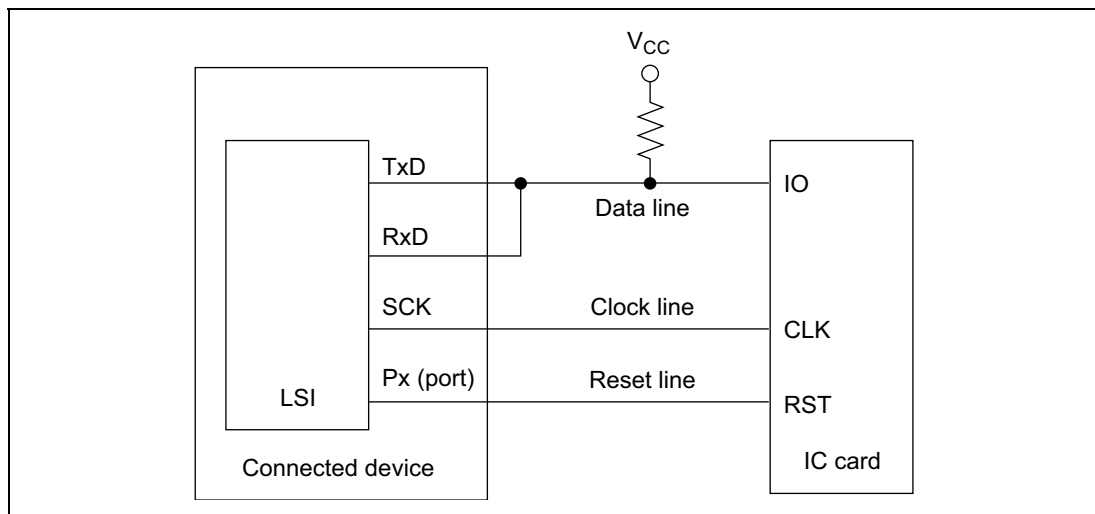 VCC
TxD
IO
Data line
RxD
SCK
Clock line
CLK
Px (port)
Reset line
LSI
RST
Connected device
IC card